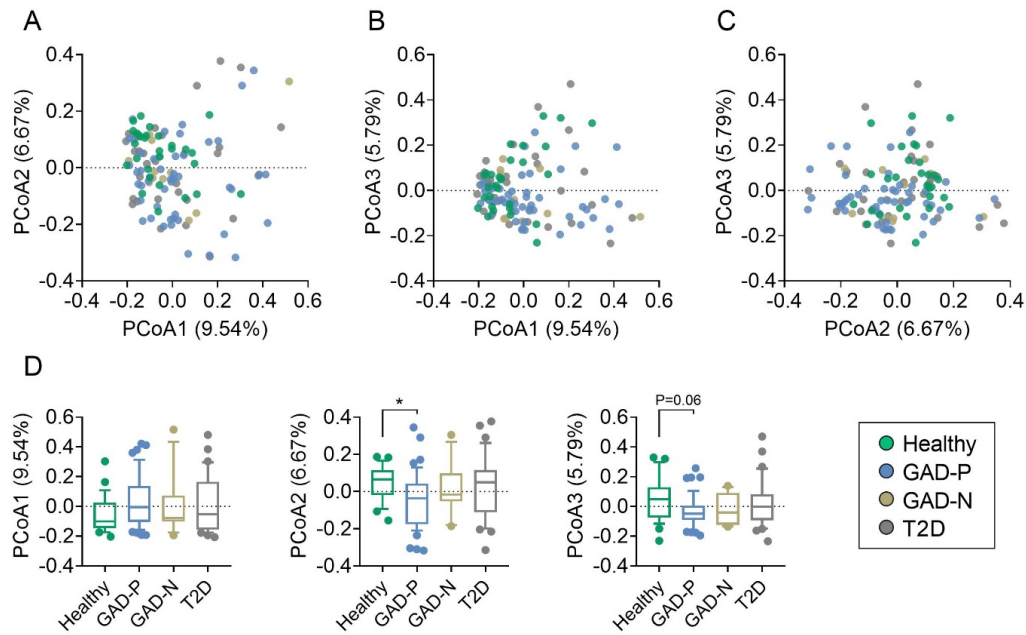 A
B
C
0.4
0.2
0.0
-0.2
-0.4
PCoA2 (6.67%)
-0.4 -0.2 0.0 0.2 0.4 0.6
PCoA1 (9.54%)
0.6
0.4
0.2
0.0
-0.2
-0.4
PCoA3 (5.79%)
-0.4 -0.2 0.0 0.2 0.4 0.6
PCoA1 (9.54%)
0.6
0.4
0.2
0.0
-0.2
-0.4
PCoA3 (5.79%)
-0.4 -0.2 0.0 0.2 0.4
PCoA2 (6.67%)
D
0.6
0.4
0.2
0.0
-0.2
-0.4
PCoA1 (9.54%)
Healthy
GAD-P
GAD-N
T2D
*
0.4
0.2
0.0
-0.2
-0.4
PCoA2 (6.67%)
Healthy
GAD-P
GAD-N
T2D
P=0.06
0.6
0.4
0.2
0.0
-0.2
-0.4
PCoA3 (5.79%)
Healthy
GAD-P
GAD-N
T2D
Healthy
GAD-P
GAD-N
T2D